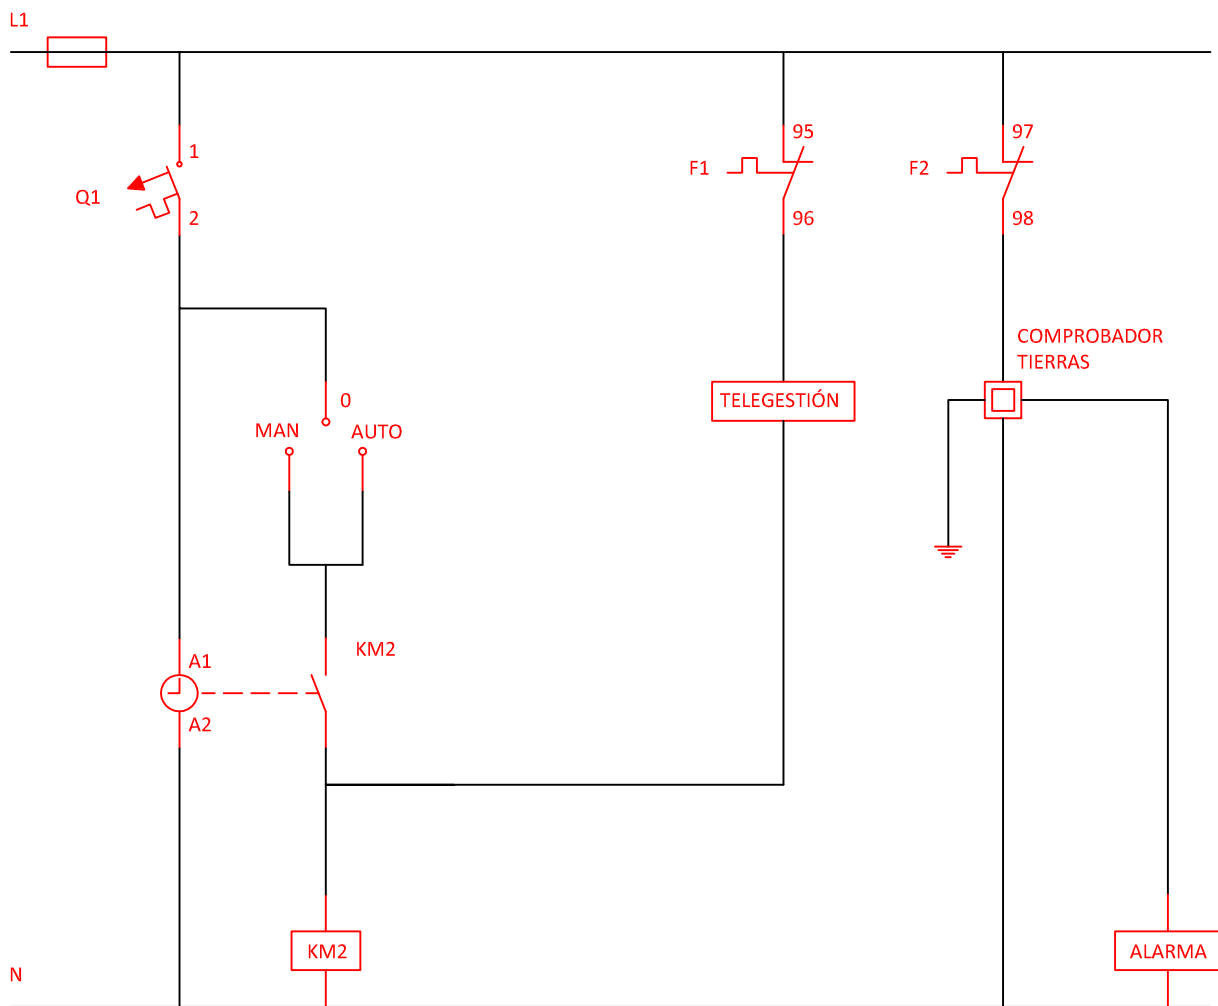 L1
1
Q1
2
95
F1
96
97
F2
98
0
MAN
AUTO
TELEGESTIÓN
COMPROBADOR
TIERRAS
KM2
A1
A2
KM2
ALARMA
N